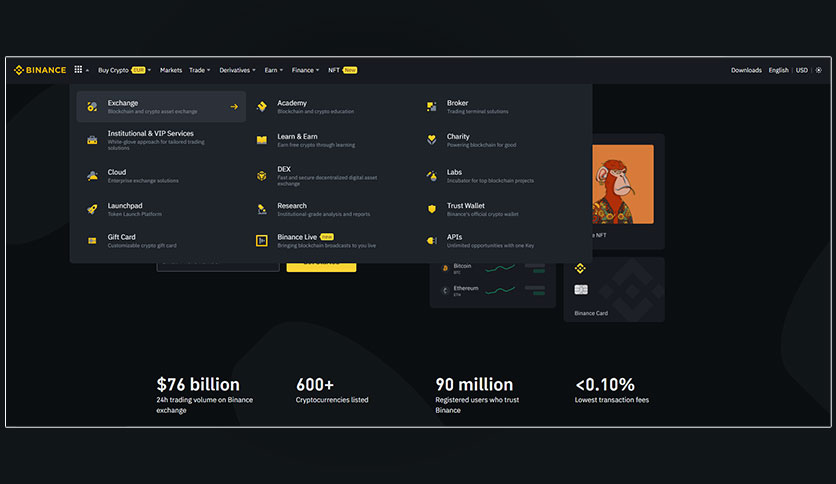 BINANCE
Buy Crypto EUR Markets Trade Derivatives Earn Finance NFT New
Downloads English | USD |
Exchange
Blockchain and crypto asset exchange
Academy
Blockchain and crypto education
Broker
Trading terminal solutions
Institutional & VIP Services
White-glove approach for tailored trading
solutions
Learn & Earn
Earn free crypto through learning
Charity
Powering blockchain for good
Cloud
Enterprise exchange solutions
DEX
Fast and secure decentralized digital asset
exchange
Labs
Incubator for top blockchain projects
Launchpad
Token Launch Platform
Research
Institutional-grade analysis and reports
Trust Wallet
Binance's official crypto wallet
Gift Card
Customizable crypto gift card
Binance Live new
Bringing blockchain broadcasts to you live
APIs
Unlimited opportunities with one Key
NFT
Bitcoin
BTC
Ethereum
ETH
Binance Card
$76 billion
24h trading volume on Binance
exchange
600+
Cryptocurrencies listed
90 million
Registered users who trust
Binance
<0.10%
Lowest transaction fees